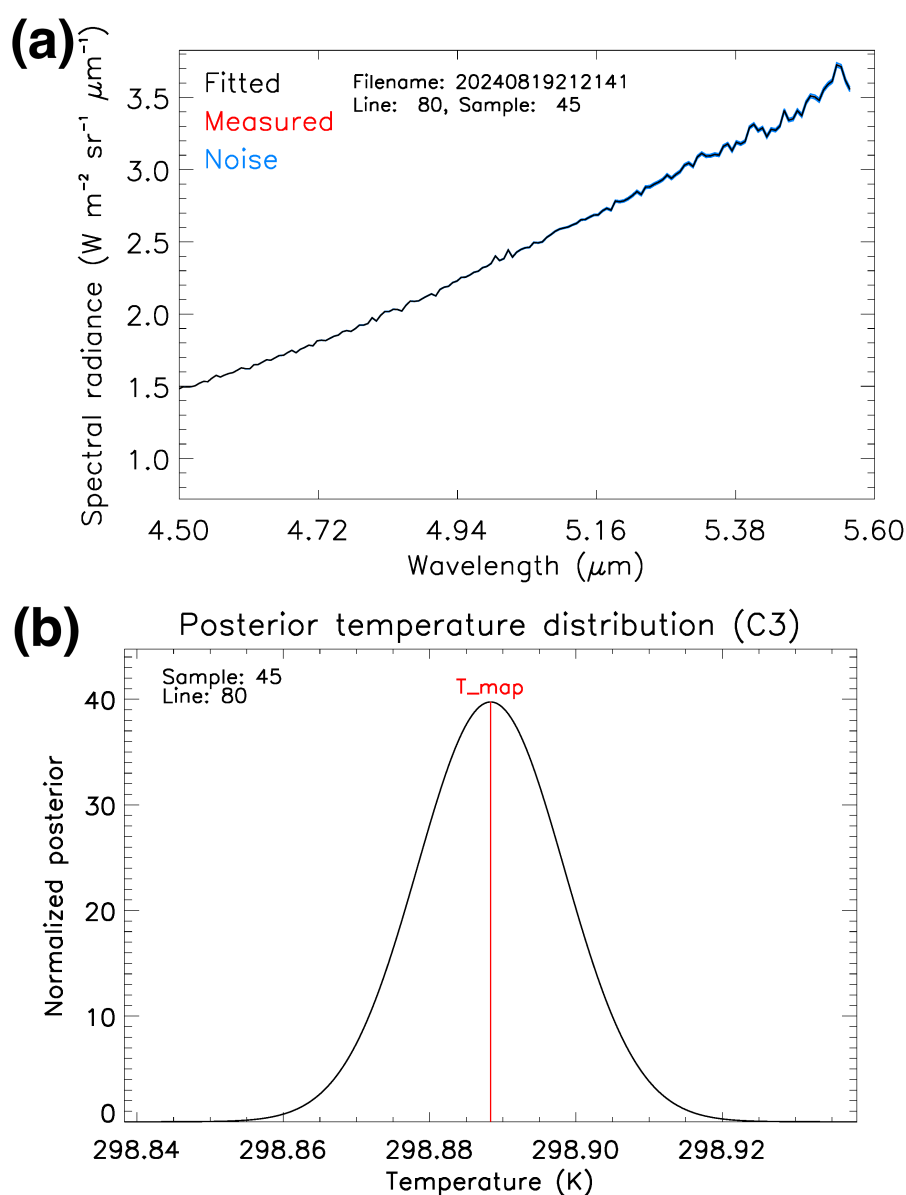 (a)
Fitted
Measured
Noise
Filename: 20240819212141
Line: 80, Sample: 45
Spectral radiance (W m⁻² sr⁻¹ μm⁻¹)
3.5
3.0
2.5
2.0
1.5
1.0
4.50 4.72 4.94 5.16 5.38 5.60
Wavelength (μm)
(b)
Posterior temperature distribution (C3)
Sample: 45
Line: 80
T_map
Normalized posterior
40
30
20
10
0
298.84 298.86 298.88 298.90 298.92
Temperature (K)